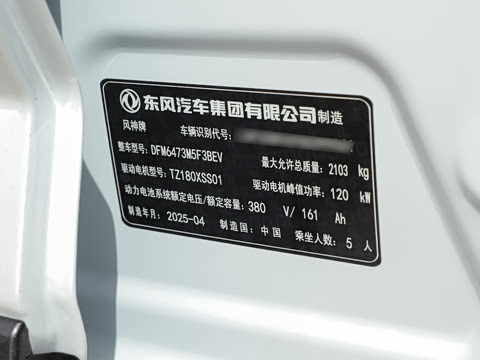 东风汽车集团有限公司制造
风神牌 车辆识别代号:
整车型号: DFM6473M5F3BEV 最大允许总质量: 2103 kg
驱动电机型号: TZ180XSS01 驱动电机峰值功率: 120 kW
动力电池系统额定电压/额定容量: 380 V/ 161 Ah
制造年月: 2025-04 制造国: 中国 乘坐人数: 5 人